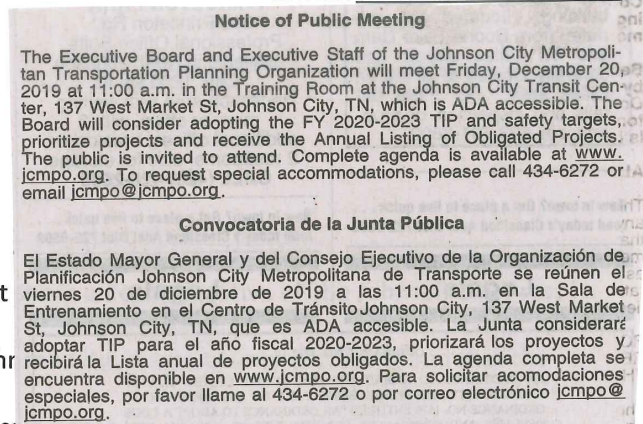 Notice of Public Meeting
The Executive Board and Executive Staff of the Johnson City Metropoli-
tan Transportation Planning Organization will meet Friday, December 20,
2019 at 11:00 a.m. in the Training Room at the Johnson City Transit Cen-
ter, 137 West Market St, Johnson City, TN, which is ADA accessible. The
Board will consider adopting the FY 2020-2023 TIP and safety targets,
prioritize projects and receive the Annual Listing of Obligated Projects.
The public is invited to attend. Complete agenda is available at www.
jcmpo.org. To request special accommodations, please call 434-6272 or
email jcmpo@jcmpo.org.
Convocatoria de la Junta Pública
El Estado Mayor General y del Consejo Ejecutivo de la Organización de
Planificación Johnson City Metropolitana de Transporte se reúnen el
viernes 20 de diciembre de 2019 a las 11:00 a.m. en la Sala de
Entrenamiento en el Centro de Tránsito Johnson City, 137 West Market
St, Johnson City, TN, que es ADA accesible. La Junta considerará
adoptar TIP para el año fiscal 2020-2023, priorizará los proyectos y
recibirá la Lista anual de proyectos obligados. La agenda completa se
encuentra disponible en www.jcmpo.org. Para solicitar acomodaciones
especiales, por favor llame al 434-6272 o por correo electrónico jcmpo@
jcmpo.org.